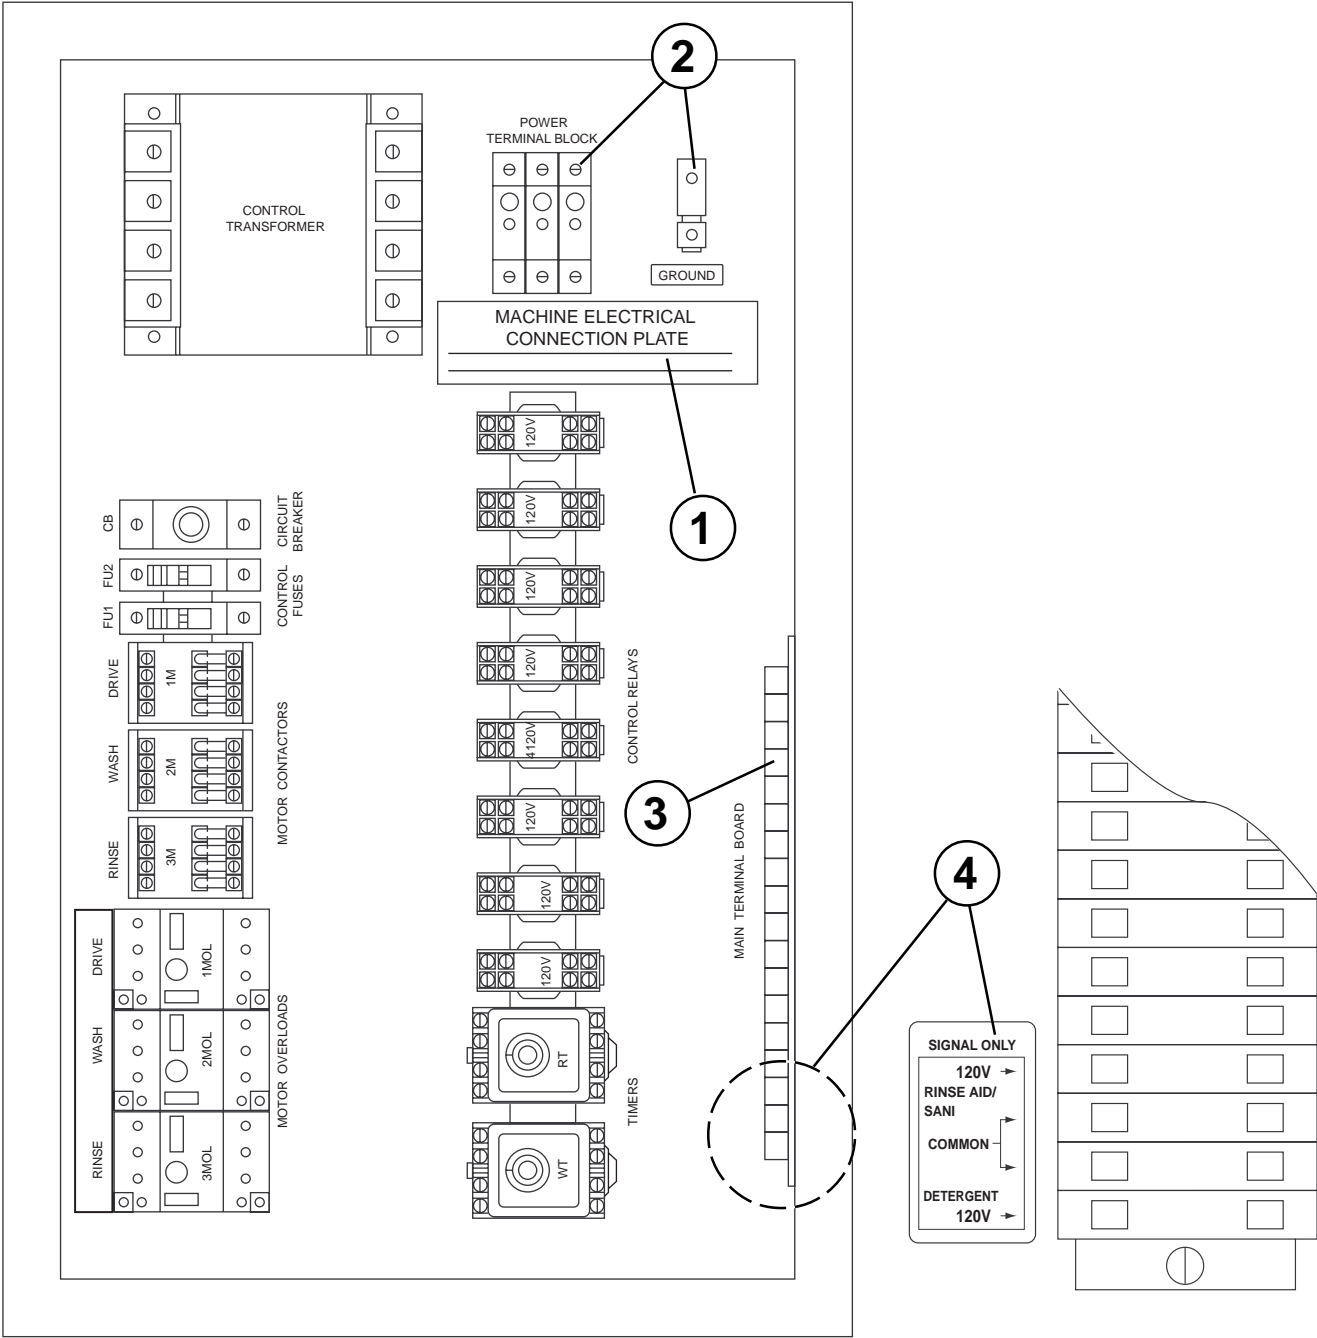 2
POWER
TERMINAL BLOCK
CONTROL
TRANSFORMER
GROUND
MACHINE ELECTRICAL
CONNECTION PLATE
1
120V
120V
120V
120V
4120V
120V
120V
120V
CONTROL RELAYS
CB
CIRCUIT
BREAKER
FU2
FU1
CONTROL
FUSES
DRIVE
1M
WASH
2M
RINSE
3M
MOTOR CONTACTORS
DRIVE
1MOL
WASH
2MOL
RINSE
3MOL
MOTOR OVERLOADS
RT
WT
TIMERS
3
MAIN TERMINAL BOARD
4
SIGNAL ONLY
120V
RINSE AID/
SANI
COMMON
DETERGENT
120V